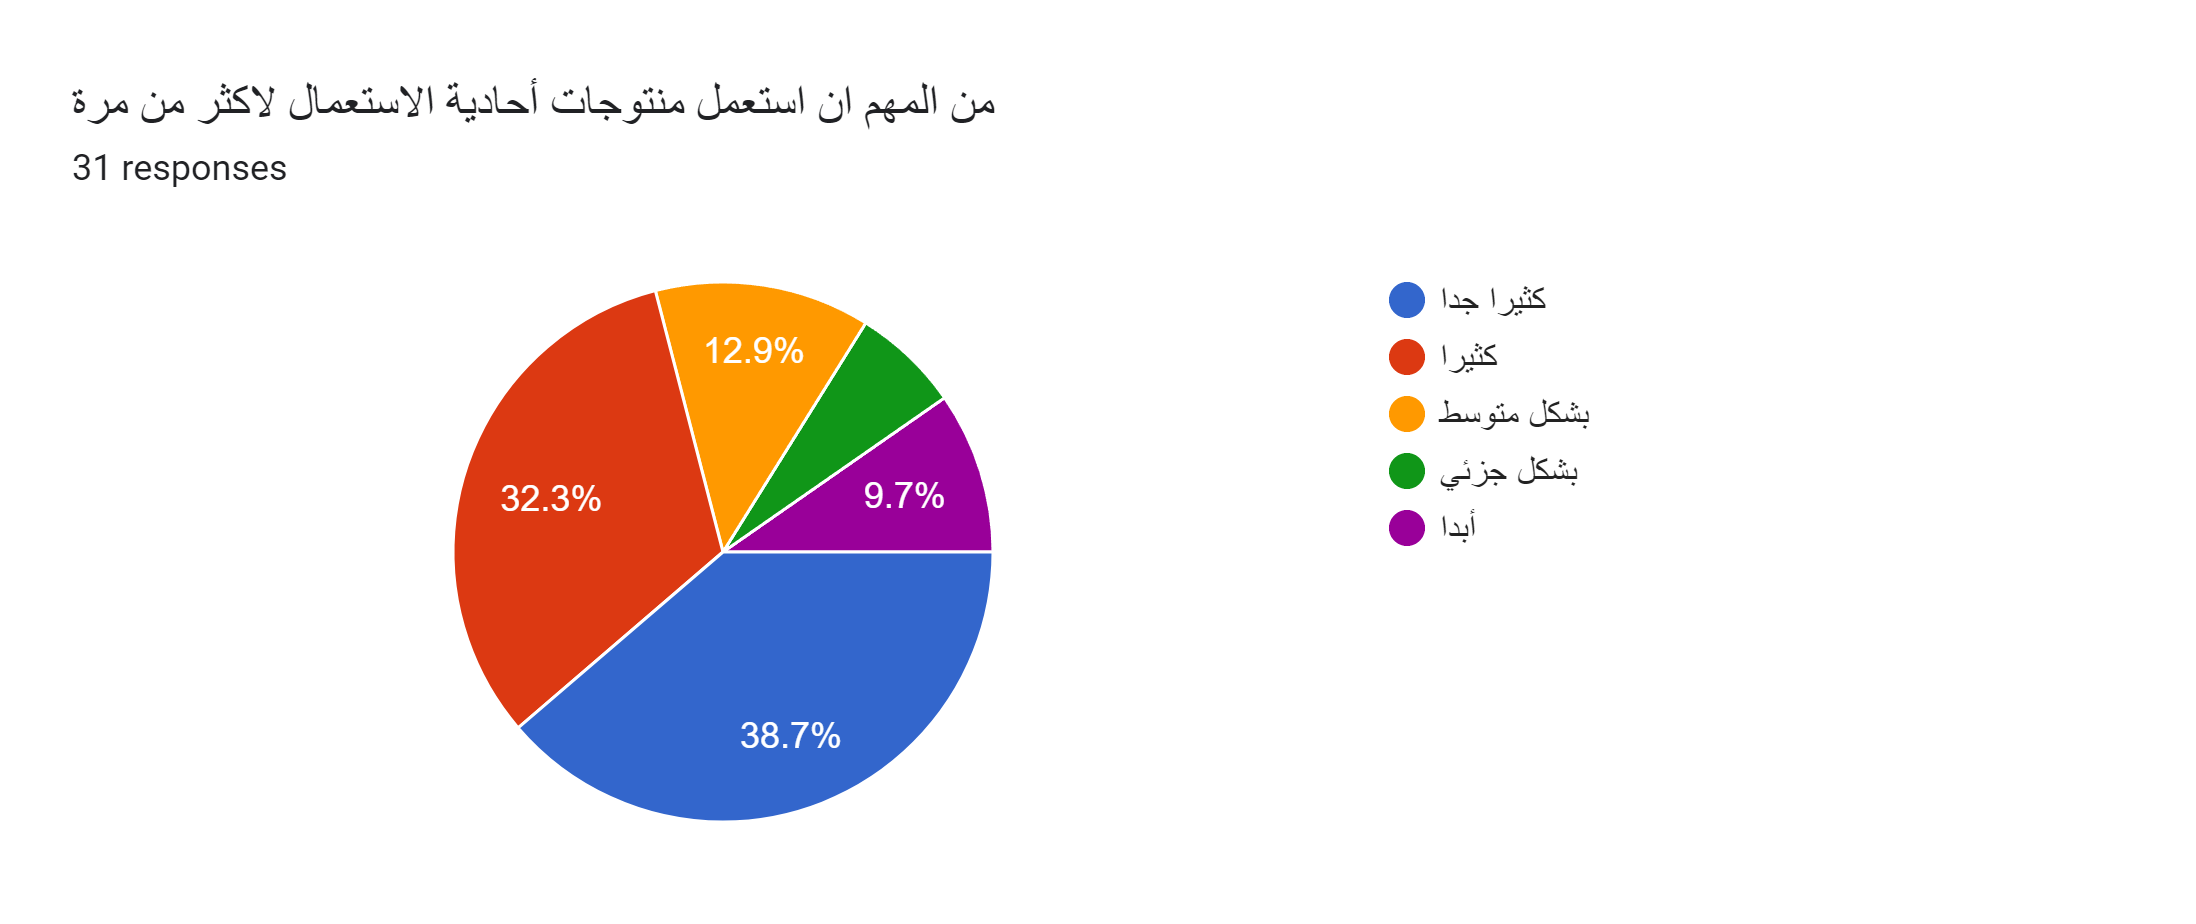 من المهم ان استعمل منتوجات أحادية الاستعمال لاكثر من مرة
31 responses
كثيرا جدا
كثيرا
بشكل متوسط
بشكل جزئي
أبدا
12.9%
32.3%
9.7%
38.7%